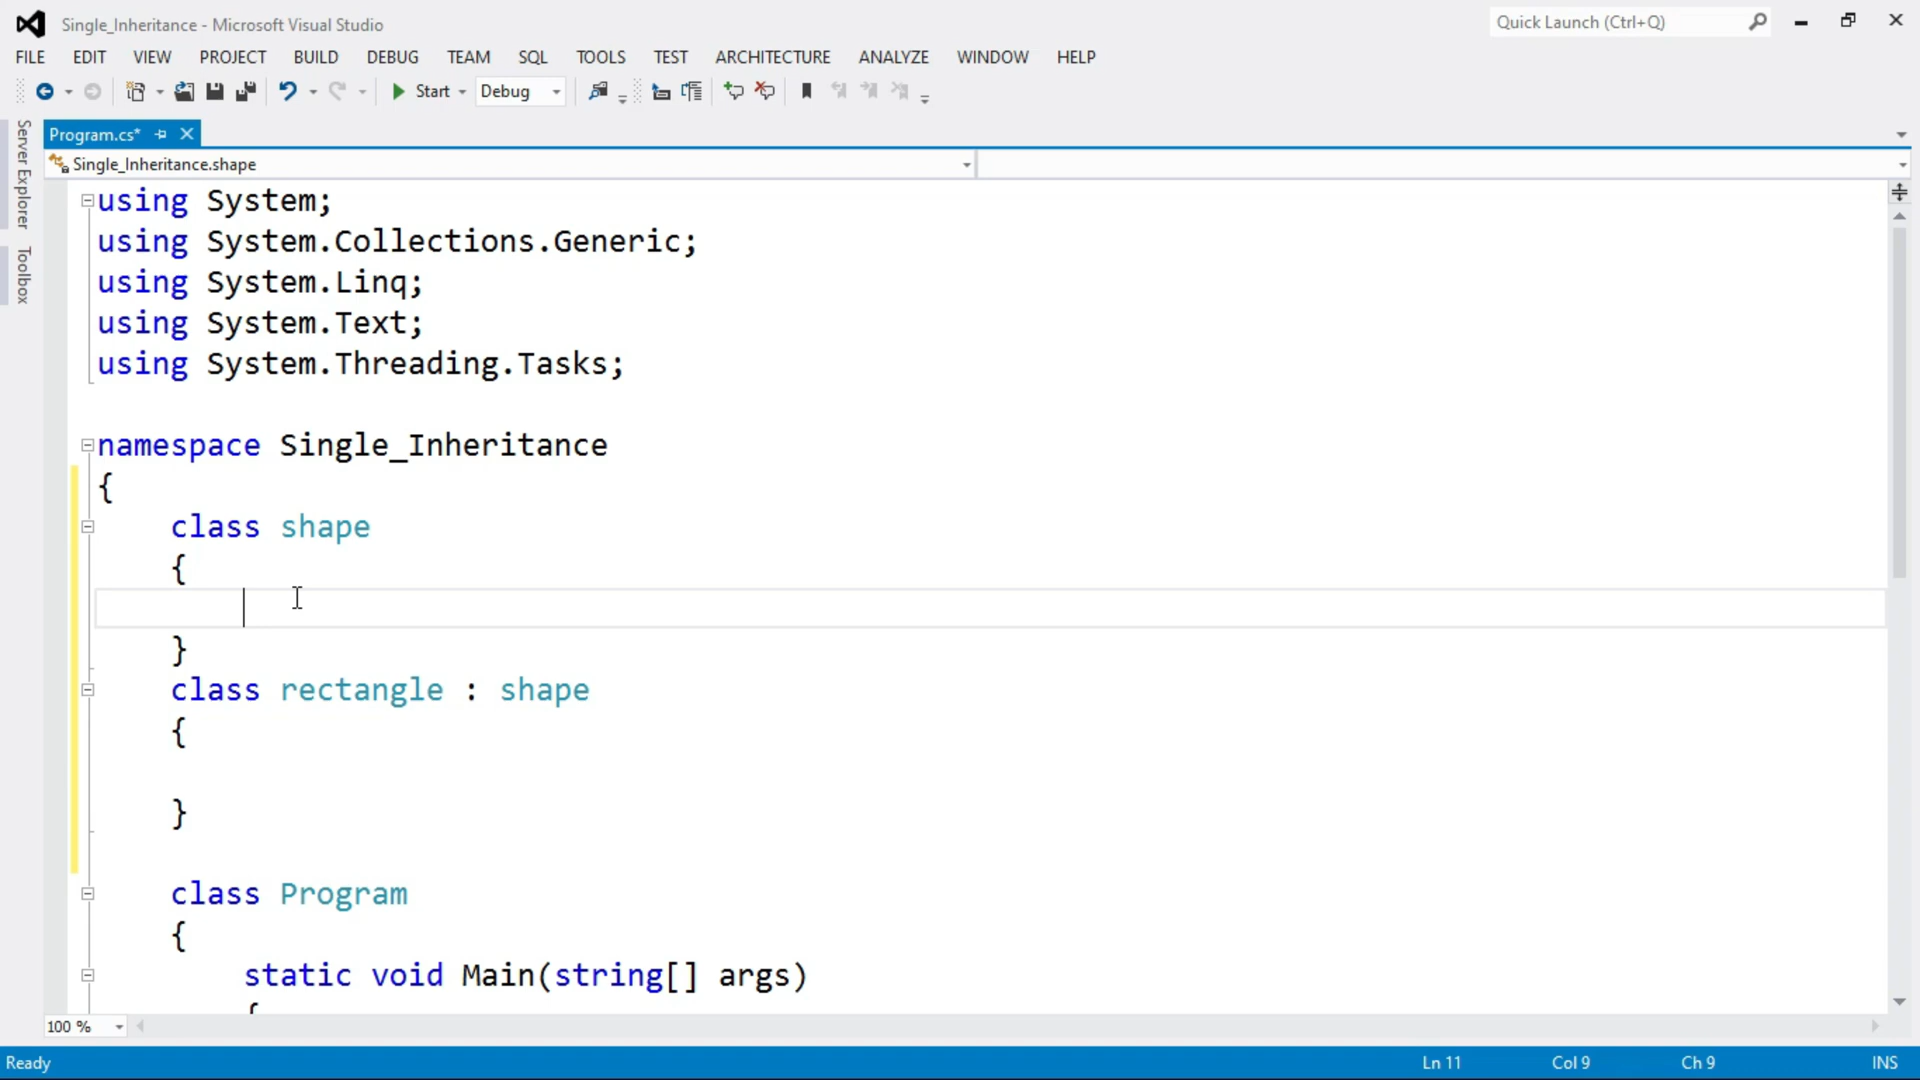 Single_Inheritance - Microsoft Visual Studio
Quick Launch (Ctrl+Q)
FILE EDIT VIEW PROJECT BUILD DEBUG TEAM SQL TOOLS TEST ARCHITECTURE ANALYZE WINDOW HELP
Start Debug
Server Explorer
Toolbox
Program.cs*
Single_Inheritance.shape
using System;
using System.Collections.Generic;
using System.Linq;
using System.Text;
using System.Threading.Tasks;
namespace Single_Inheritance
{
class shape
{
}
class rectangle : shape
{
}
class Program
{
static void Main(string[] args)
{
100 %
Ready Ln 11 Col 9 Ch 9 INS